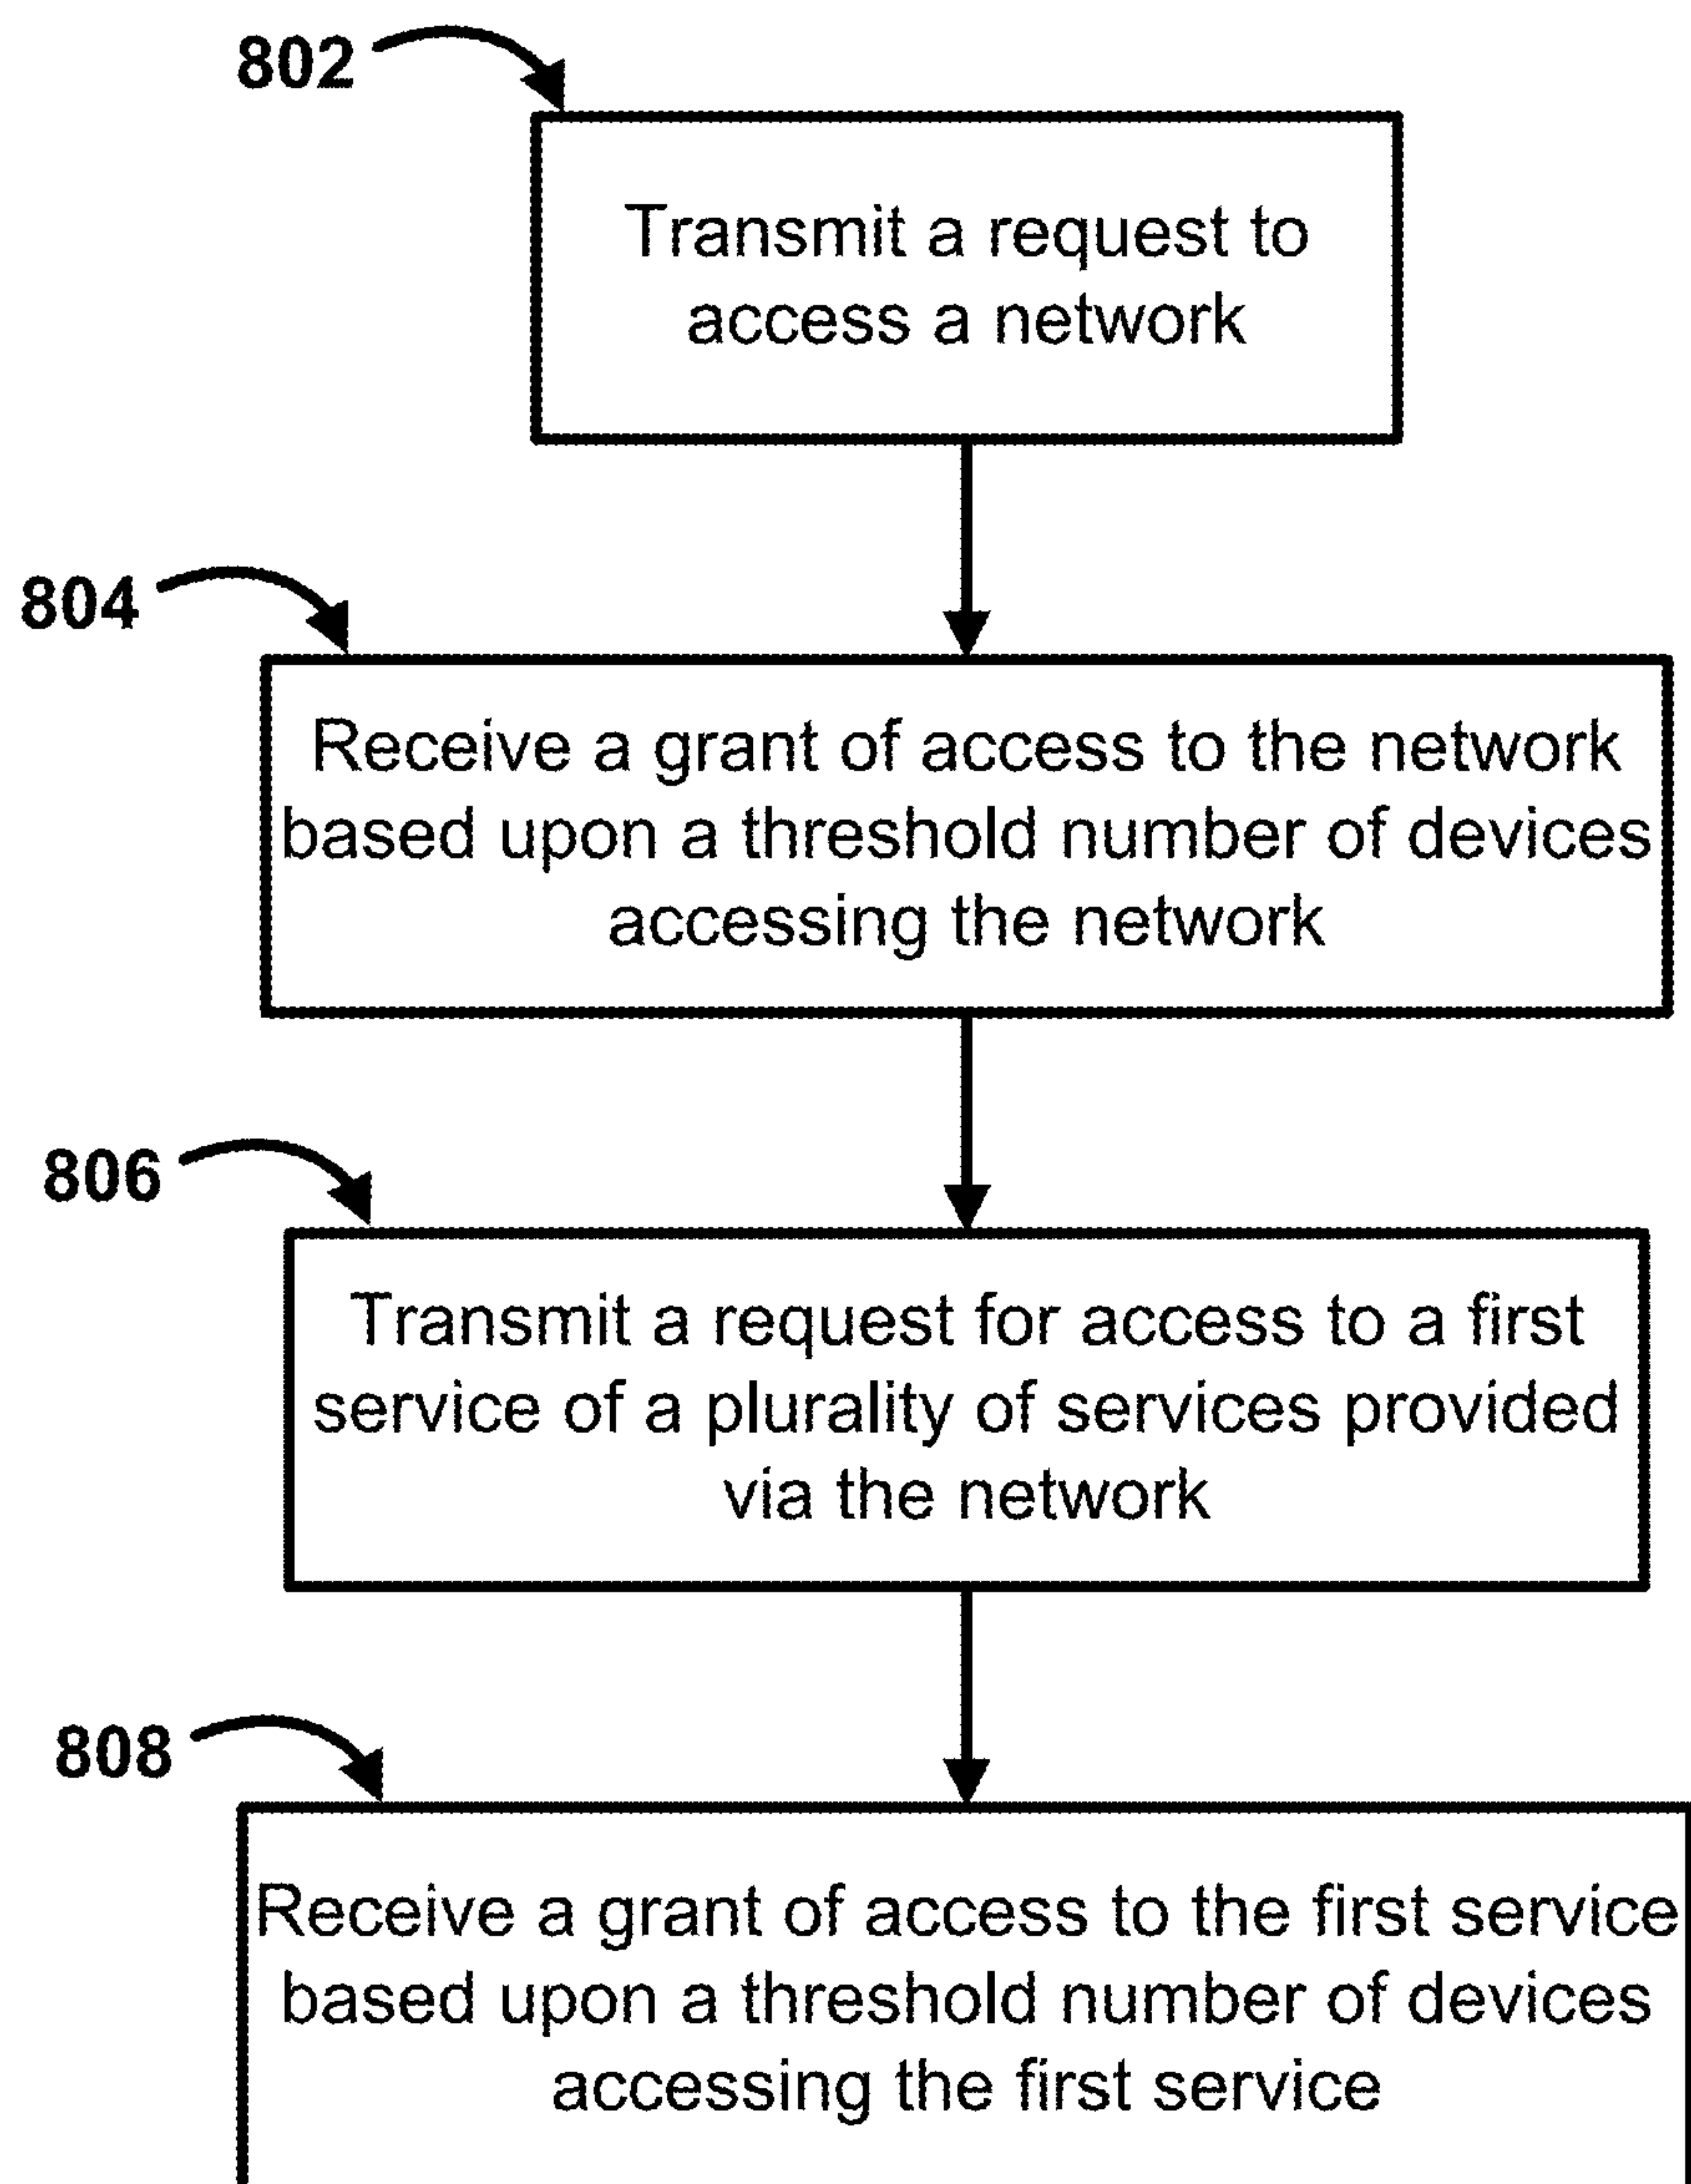 802
Transmit a request to
access a network
804
Receive a grant of access to the network
based upon a threshold number of devices
accessing the network
806
Transmit a request for access to a first
service of a plurality of services provided
via the network
808
Receive a grant of access to the first service
based upon a threshold number of devices
accessing the first service